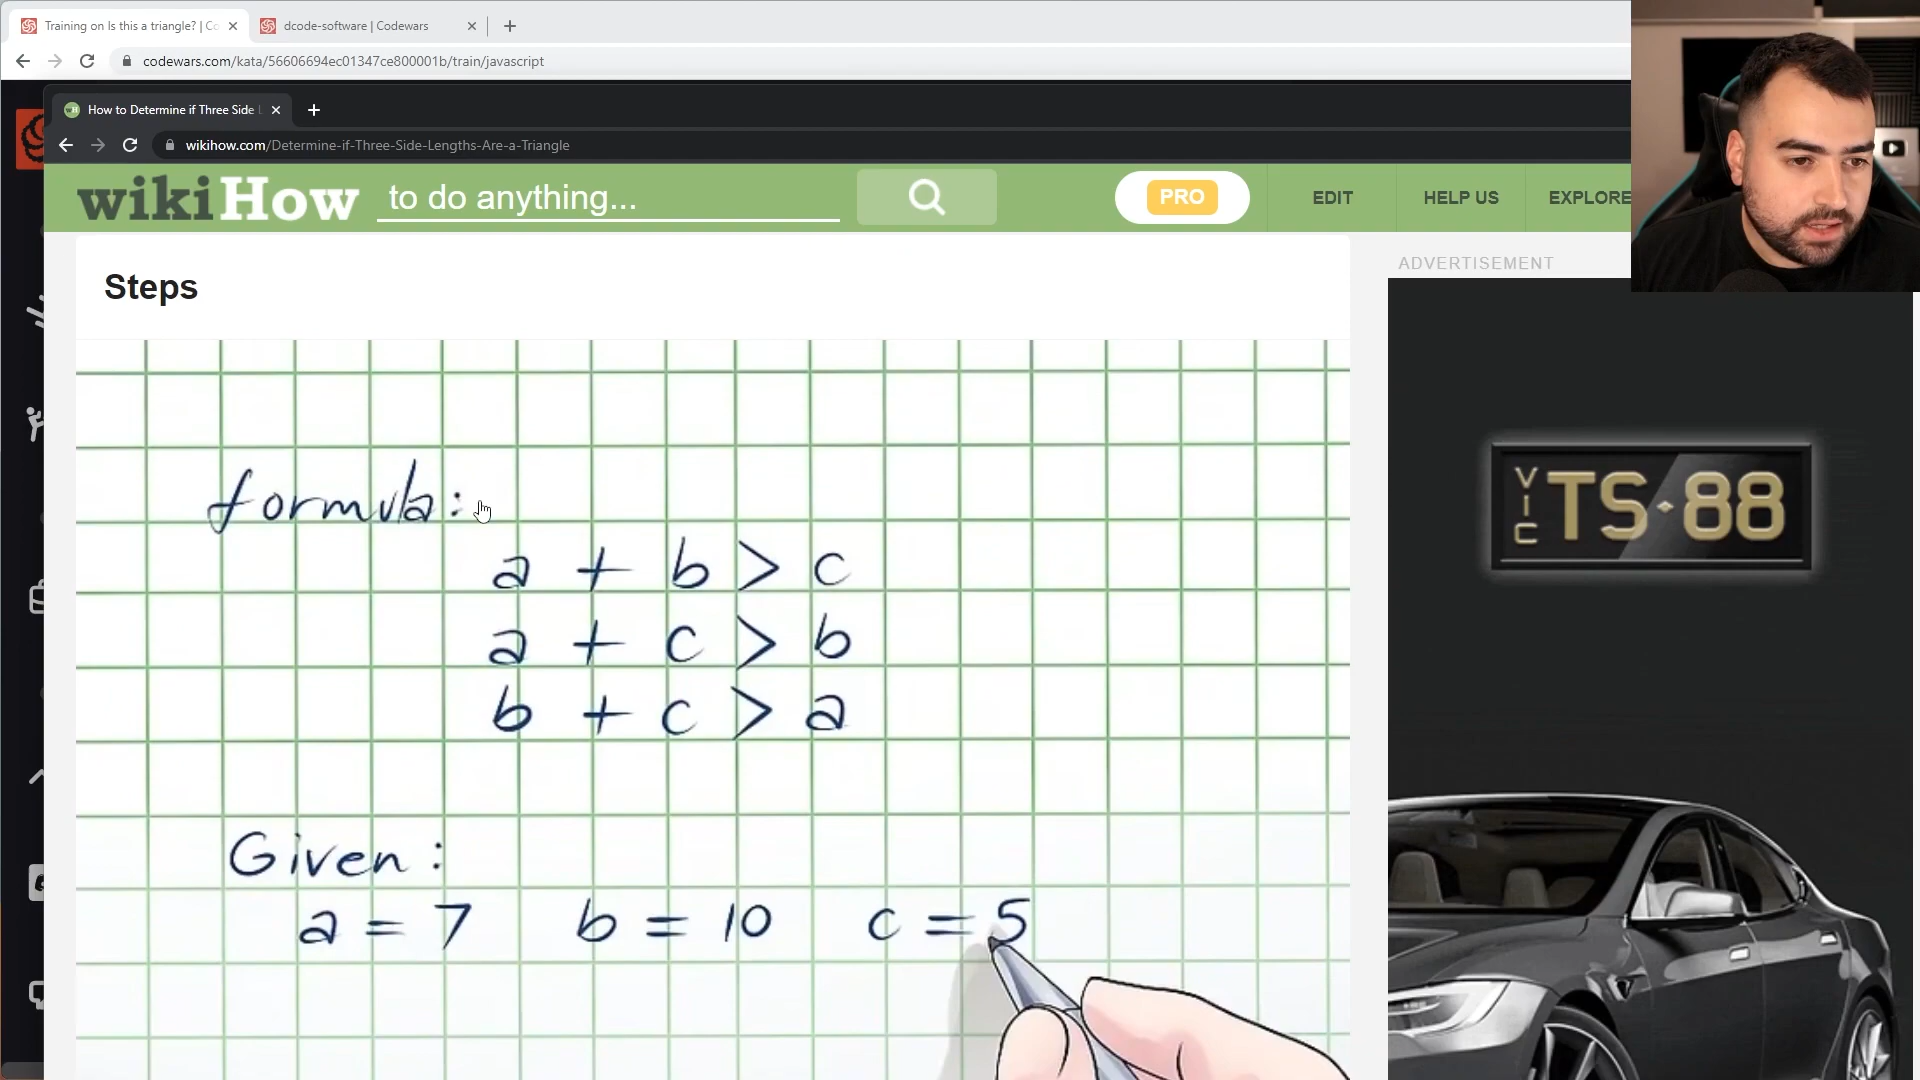 Training on Is this a triangle? | Co
dcode-software | Codewars
codewars.com/kata/56606694ec01347ce800001b/train/javascript
How to Determine if Three Side L
wikihow.com/Determine-if-Three-Side-Lengths-Are-a-Triangle
wikiHow to do anything...
PRO
EDIT
HELP US
EXPLORE
Steps
ADVERTISEMENT
formula:
a + b > c
a + c > b
b + c > a
Given:
a = 7 b = 10 c = 5
VIC TS·88